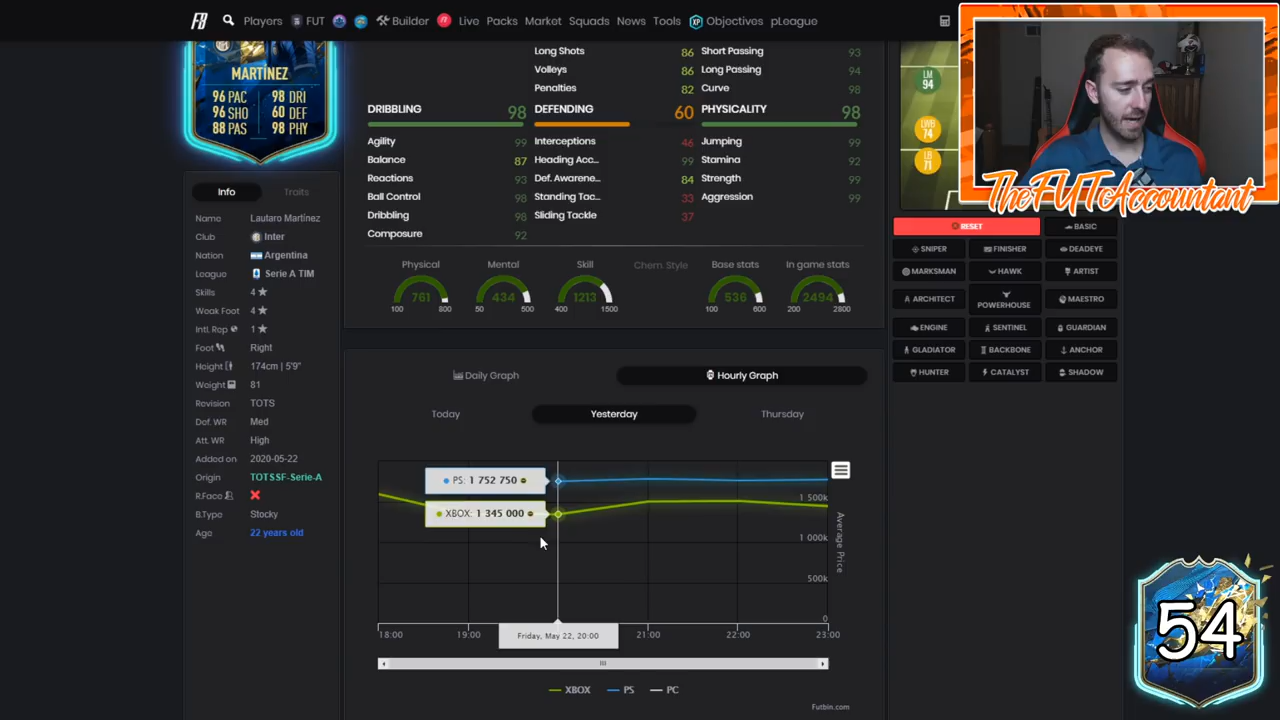 FB Players FUT Builder Live Packs Market Squads News Tools XP Objectives pLeague
MARTÍNEZ
96 PAC 98 DRI
96 SHO 60 DEF
88 PAS 98 PHY
Long Shots 86 Short Passing 93
Volleys 86 Long Passing 94
Penalties 82 Curve 98
DRIBBLING 98 DEFENDING 60 PHYSICALITY 98
Agility 99 Interceptions 46 Jumping 99
Balance 87 Heading Acc... 99 Stamina 92
Reactions 93 Def. Awarene... 84 Strength 99
Ball Control 98 Standing Tac... 33 Aggression 99
Dribbling 98 Sliding Tackle 37
Composure 92
Physical Mental Skill Chem. Style Base stats In game stats
761 434 1213 536 2494
100 800 50 500 400 1500 100 600 200 2800
LM
94
LWB
74
LB
71
TheFUTAccountant
RESET BASIC
SNIPER FINISHER DEADEYE
MARKSMAN HAWK ARTIST
ARCHITECT POWERHOUSE MAESTRO
ENGINE SENTINEL GUARDIAN
GLADIATOR BACKBONE ANCHOR
HUNTER CATALYST SHADOW
Info Traits
Name Lautaro Martínez
Club Inter
Nation Argentina
League Serie A TIM
Skills 4
Weak Foot 4
Intl. Rep 1
Foot Right
Height 174cm | 5'9"
Weight 81
Revision TOTS
Def. WR Med
Att. WR High
Added on 2020-05-22
Origin TOTSSF-Serie-A
R.Face
B.Type Stocky
Age 22 years old
Daily Graph Hourly Graph
Today Yesterday Thursday
PS: 1 752 750
XBOX: 1 345 000
1 500k
1 000k
500k
0
Average Price
18:00 19:00 Friday, May 22, 20:00 21:00 22:00 23:00
XBOX PS PC
Futbin.com
54